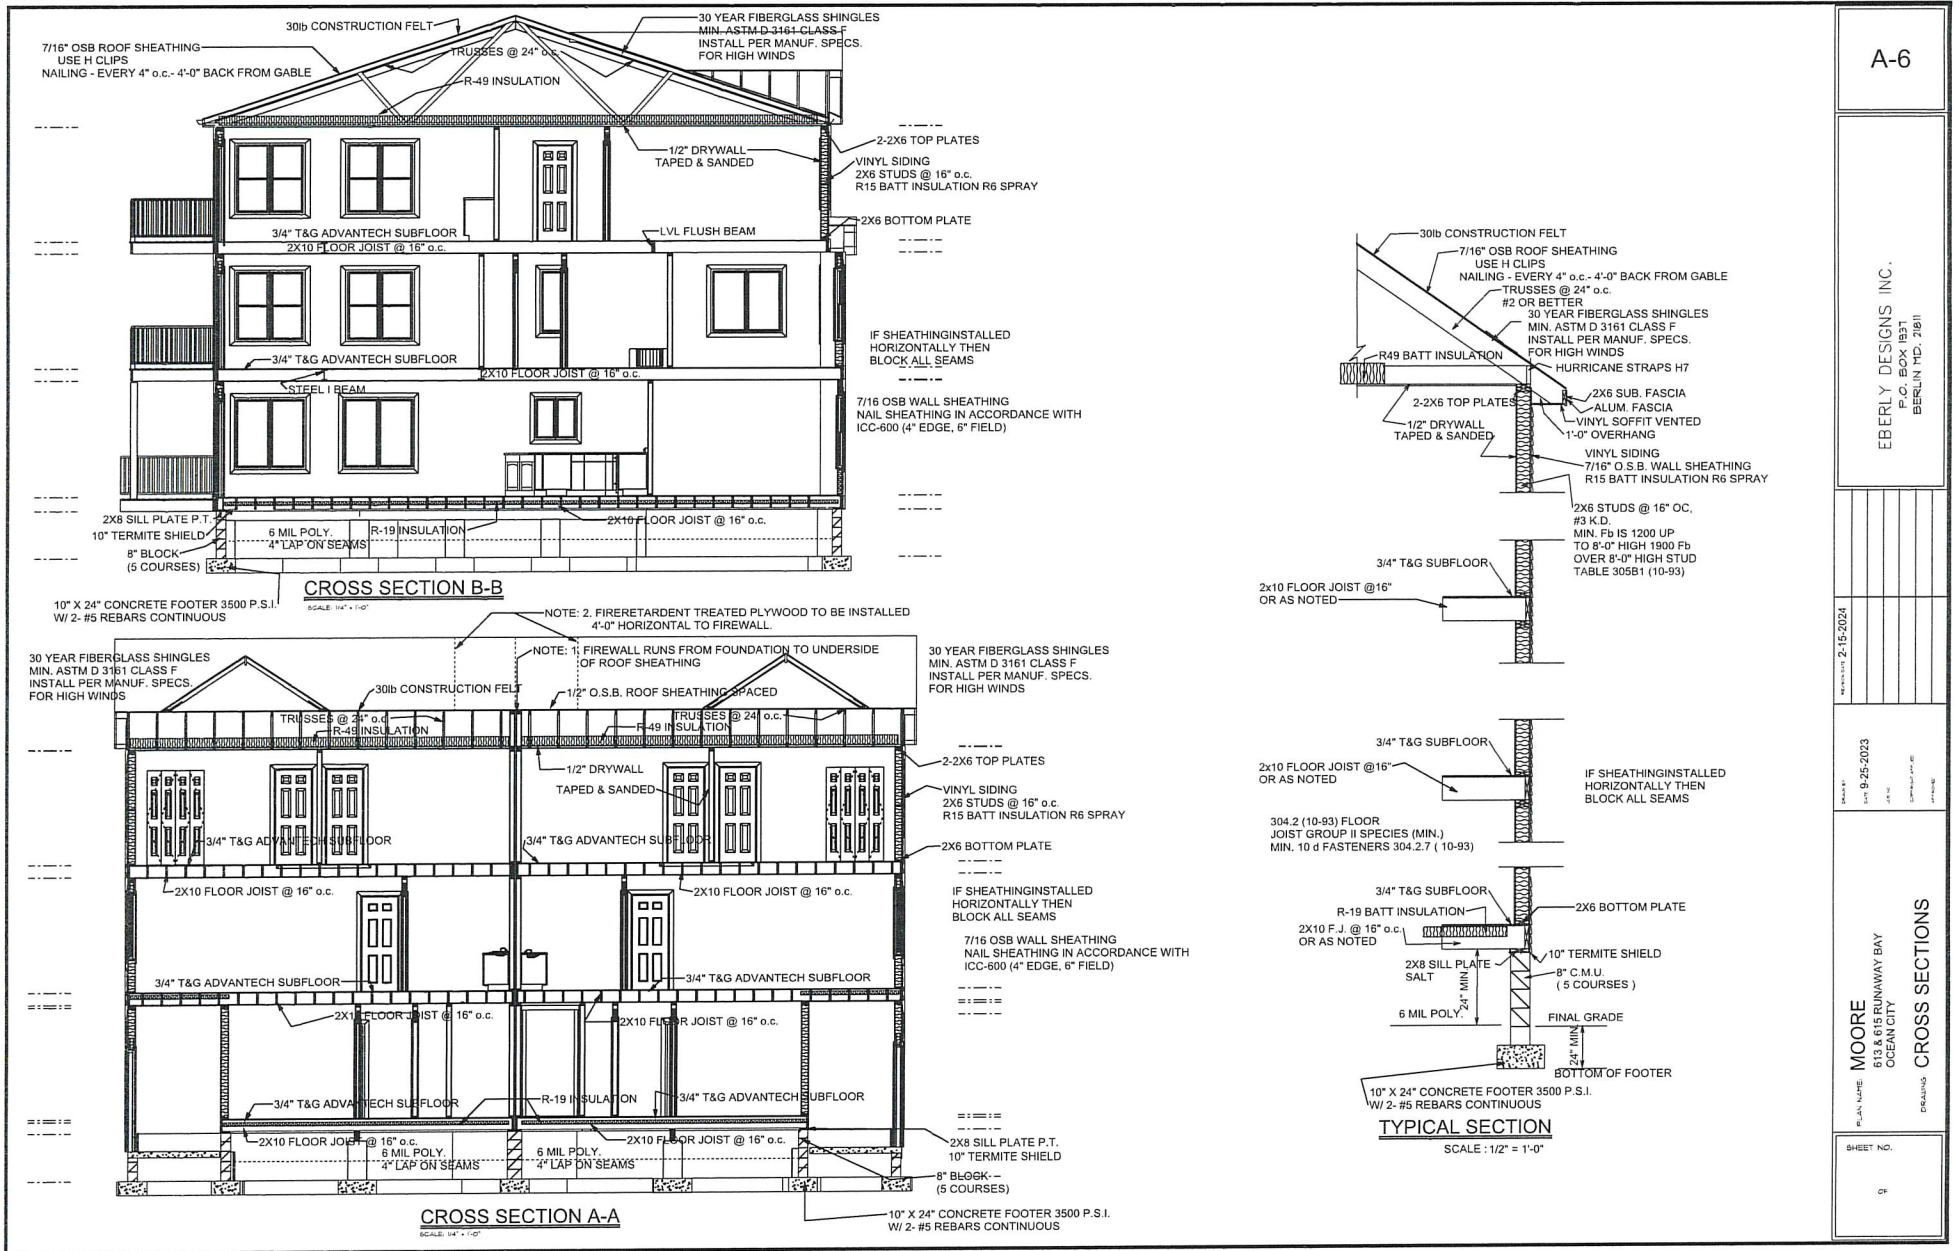 30lb CONSTRUCTION FELT
7/16" OSB ROOF SHEATHING
USE H CLIPS
NAILING - EVERY 4" o.c.- 4'-0" BACK FROM GABLE
TRUSSES @ 24" o.c.
R-49 INSULATION
30 YEAR FIBERGLASS SHINGLES
MIN. ASTM D 3161 CLASS F
INSTALL PER MANUF. SPECS.
FOR HIGH WINDS
2-2X6 TOP PLATES
1/2" DRYWALL
TAPED & SANDED
VINYL SIDING
2X6 STUDS @ 16" o.c.
R15 BATT INSULATION R6 SPRAY
2X6 BOTTOM PLATE
3/4" T&G ADVANTECH SUBFLOOR
2X10 FLOOR JOIST @ 16" o.c.
LVL FLUSH BEAM
IF SHEATHINGINSTALLED
HORIZONTALLY THEN
BLOCK ALL SEAMS
3/4" T&G ADVANTECH SUBFLOOR
2X10 FLOOR JOIST @ 16" o.c.
STEEL I BEAM
7/16 OSB WALL SHEATHING
NAIL SHEATHING IN ACCORDANCE WITH
ICC-600 (4" EDGE, 6" FIELD)
2X8 SILL PLATE P.T.
10" TERMITE SHIELD
8" BLOCK
(5 COURSES)
6 MIL POLY.
4" LAP ON SEAMS
R-19 INSULATION
2X10 FLOOR JOIST @ 16" o.c.
10" X 24" CONCRETE FOOTER 3500 P.S.I.
W/ 2- #5 REBARS CONTINUOUS
CROSS SECTION B-B
SCALE: 1/4" = 1'-0"
NOTE: 2. FIRERETARDENT TREATED PLYWOOD TO BE INSTALLED
4'-0" HORIZONTAL TO FIREWALL.
NOTE: 1. FIREWALL RUNS FROM FOUNDATION TO UNDERSIDE
OF ROOF SHEATHING
30 YEAR FIBERGLASS SHINGLES
MIN. ASTM D 3161 CLASS F
INSTALL PER MANUF. SPECS.
FOR HIGH WINDS
30lb CONSTRUCTION FELT
1/2" O.S.B. ROOF SHEATHING SPACED
30 YEAR FIBERGLASS SHINGLES
MIN. ASTM D 3161 CLASS F
INSTALL PER MANUF. SPECS.
FOR HIGH WINDS
TRUSSES @ 24" o.c.
R-49 INSULATION
TRUSSES @ 24" o.c.
R-49 INSULATION
1/2" DRYWALL
TAPED & SANDED
2-2X6 TOP PLATES
VINYL SIDING
2X6 STUDS @ 16" o.c.
R15 BATT INSULATION R6 SPRAY
3/4" T&G ADVANTECH SUBFLOOR
3/4" T&G ADVANTECH SUBFLOOR
2X6 BOTTOM PLATE
2X10 FLOOR JOIST @ 16" o.c.
2X10 FLOOR JOIST @ 16" o.c.
IF SHEATHINGINSTALLED
HORIZONTALLY THEN
BLOCK ALL SEAMS
7/16 OSB WALL SHEATHING
NAIL SHEATHING IN ACCORDANCE WITH
ICC-600 (4" EDGE, 6" FIELD)
3/4" T&G ADVANTECH SUBFLOOR
3/4" T&G ADVANTECH SUBFLOOR
2X10 FLOOR JOIST @ 16" o.c.
2X10 FLOOR JOIST @ 16" o.c.
3/4" T&G ADVANTECH SUBFLOOR
R-19 INSULATION
3/4" T&G ADVANTECH SUBFLOOR
2X10 FLOOR JOIST @ 16" o.c.
2X10 FLOOR JOIST @ 16" o.c.
6 MIL POLY.
4" LAP ON SEAMS
6 MIL POLY.
4" LAP ON SEAMS
2X8 SILL PLATE P.T.
10" TERMITE SHIELD
8" BLOCK
(5 COURSES)
10" X 24" CONCRETE FOOTER 3500 P.S.I.
W/ 2- #5 REBARS CONTINUOUS
CROSS SECTION A-A
SCALE: 1/4" = 1'-0"
30lb CONSTRUCTION FELT
7/16" OSB ROOF SHEATHING
USE H CLIPS
NAILING - EVERY 4" o.c.- 4'-0" BACK FROM GABLE
TRUSSES @ 24" o.c.
#2 OR BETTER
30 YEAR FIBERGLASS SHINGLES
MIN. ASTM D 3161 CLASS F
INSTALL PER MANUF. SPECS.
FOR HIGH WINDS
R49 BATT INSULATION
HURRICANE STRAPS H7
2-2X6 TOP PLATES
2X6 SUB. FASCIA
ALUM. FASCIA
VINYL SOFFIT VENTED
1'-0" OVERHANG
1/2" DRYWALL
TAPED & SANDED
VINYL SIDING
7/16" O.S.B. WALL SHEATHING
R15 BATT INSULATION R6 SPRAY
2X6 STUDS @ 16" OC,
#3 K.D.
MIN. Fb IS 1200 UP
TO 8'-0" HIGH 1900 Fb
OVER 8'-0" HIGH STUD
TABLE 305B1 (10-93)
3/4" T&G SUBFLOOR
2x10 FLOOR JOIST @16"
OR AS NOTED
3/4" T&G SUBFLOOR
2x10 FLOOR JOIST @16"
OR AS NOTED
IF SHEATHINGINSTALLED
HORIZONTALLY THEN
BLOCK ALL SEAMS
304.2 (10-93) FLOOR
JOIST GROUP II SPECIES (MIN.)
MIN. 10 d FASTENERS 304.2.7 ( 10-93)
3/4" T&G SUBFLOOR
R-19 BATT INSULATION
2X6 BOTTOM PLATE
2X10 F.J. @ 16" o.c.
OR AS NOTED
10" TERMITE SHIELD
2X8 SILL PLATE
SALT
8" C.M.U.
( 5 COURSES )
24" MIN.
6 MIL POLY.
FINAL GRADE
24" MIN.
BOTTOM OF FOOTER
10" X 24" CONCRETE FOOTER 3500 P.S.I.
W/ 2- #5 REBARS CONTINUOUS
TYPICAL SECTION
SCALE : 1/2" = 1'-0"
A-6
EBERLY DESIGNS INC.
P.O. BOX 1937
BERLIN MD. 21811
REVISION DATE 2-15-2024
DRAWN BY
DATE 9-25-2023
PLAN NAME: MOORE
613 & 615 RUNAWAY BAY
OCEAN CITY
DRAWING: CROSS SECTIONS
SHEET NO.
OF